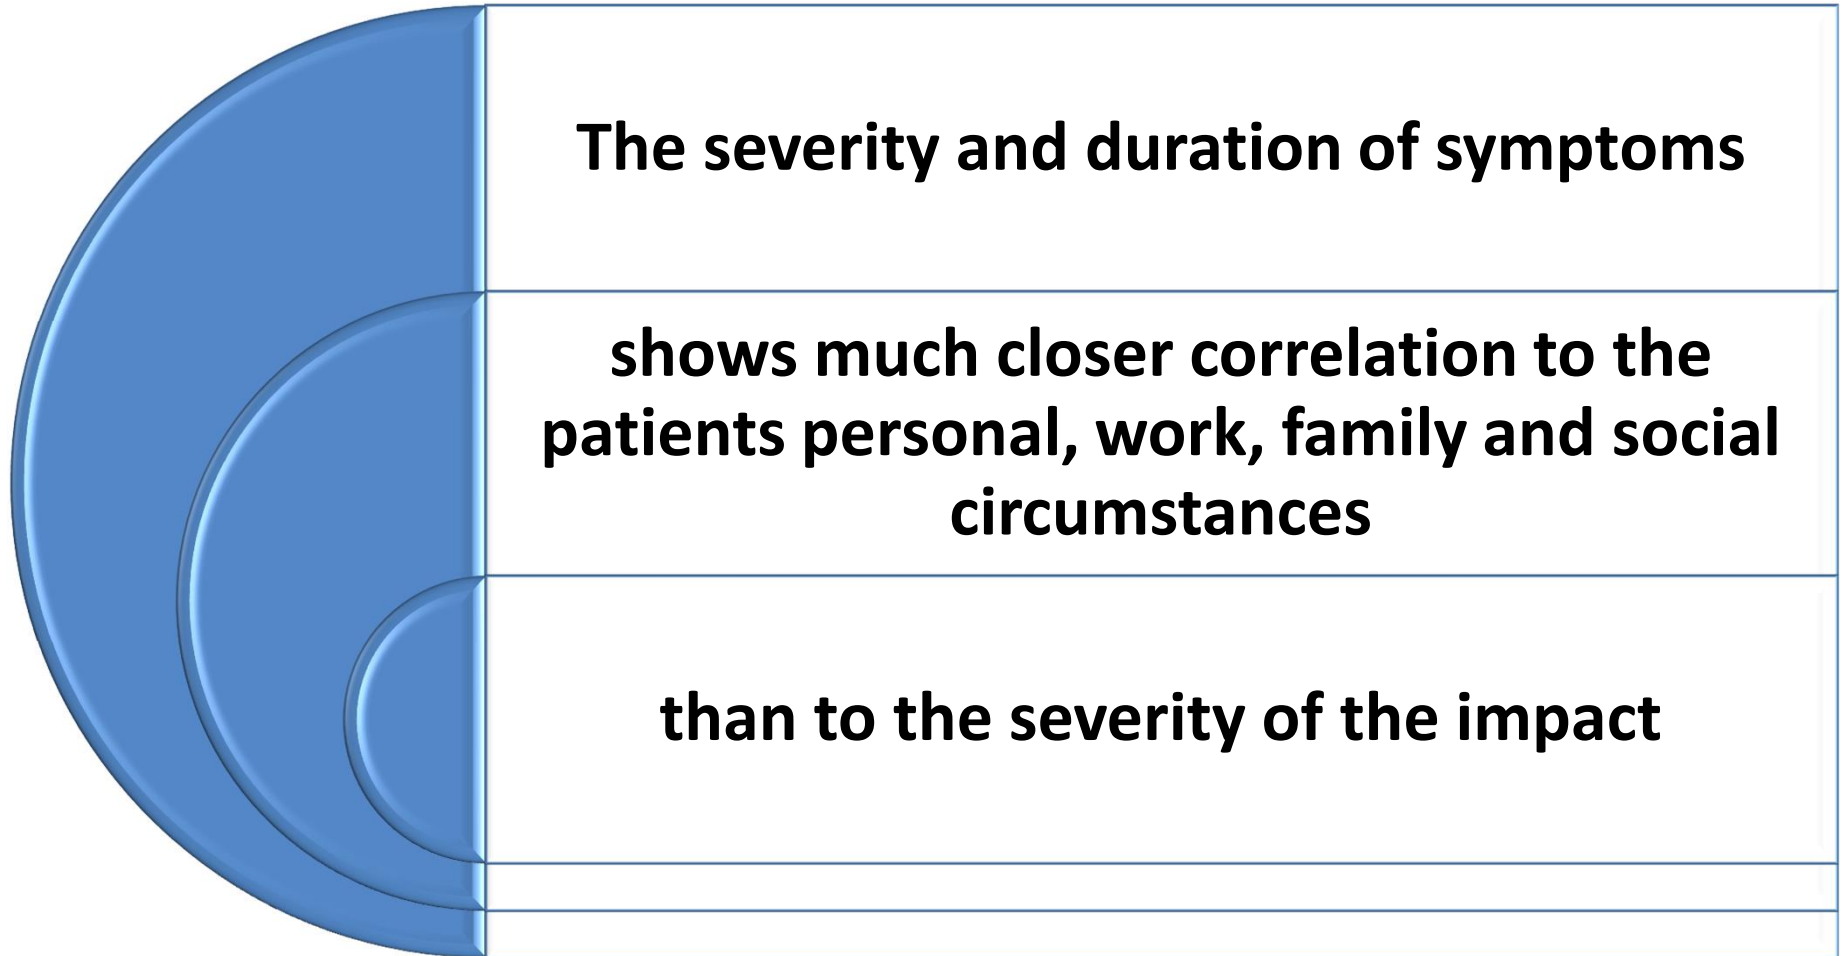 The severity and duration of symptoms
shows much closer correlation to the
patients personal, work, family and social
circumstances
than to the severity of the impact